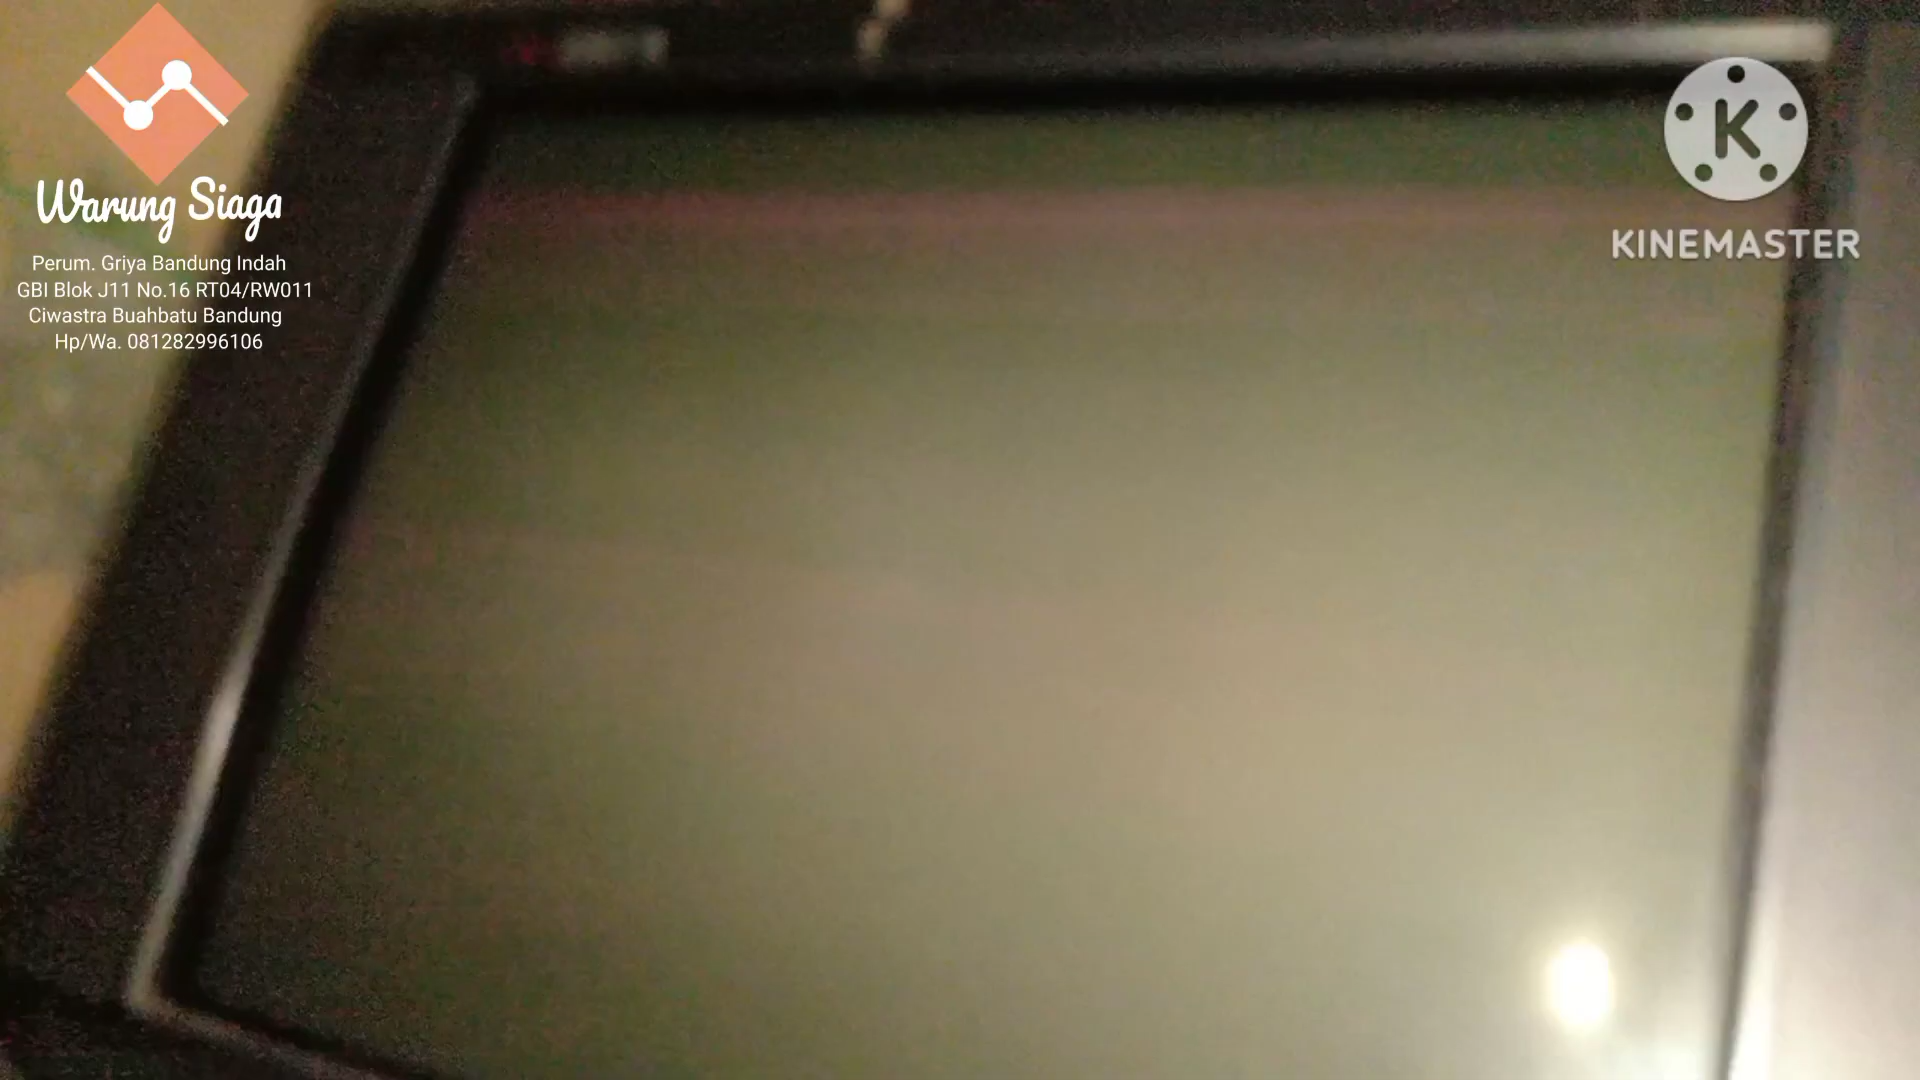 Warung Siaga
Perum. Griya Bandung Indah
GBI Blok J11 No.16 RT04/RW011
Ciwastra Buahbatu Bandung
Hp/Wa. 081282996106
K
KINEMASTER